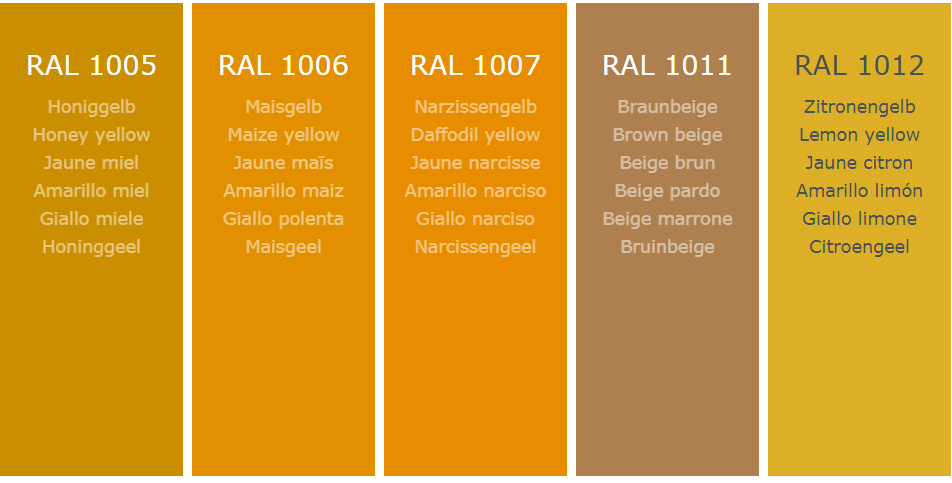 RAL 1005
Honiggelb
Honey yellow
Jaune miel
Amarillo miel
Giallo miele
Honinggeel
RAL 1006
Maisgelb
Maize yellow
Jaune maïs
Amarillo maiz
Giallo polenta
Maisgeel
RAL 1007
Narzissengelb
Daffodil yellow
Jaune narcisse
Amarillo narciso
Giallo narciso
Narcissengeel
RAL 1011
Braunbeige
Brown beige
Beige brun
Beige pardo
Beige marrone
Bruinbeige
RAL 1012
Zitronengelb
Lemon yellow
Jaune citron
Amarillo limón
Giallo limone
Citroengeel